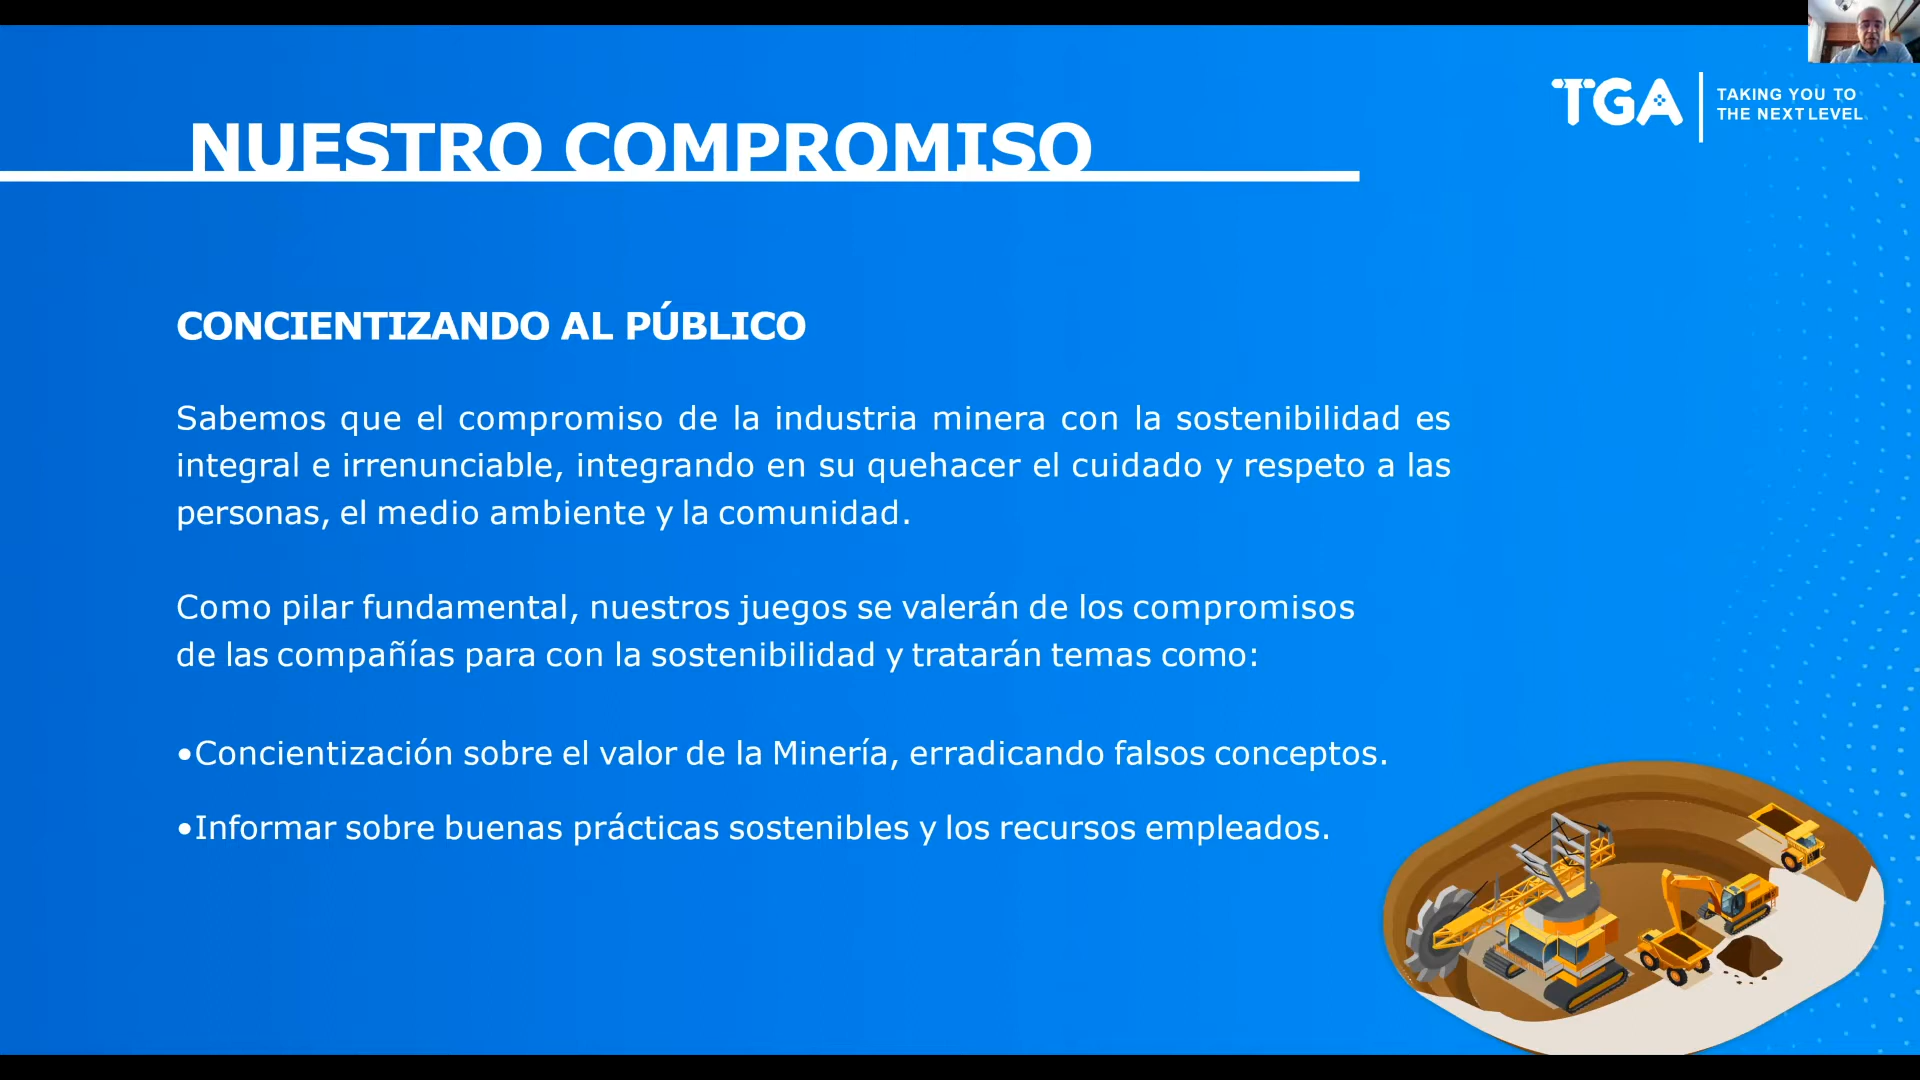 TGA
TAKING YOU TO
THE NEXT LEVEL
NUESTRO COMPROMISO
CONCIENTIZANDO AL PÚBLICO
Sabemos que el compromiso de la industria minera con la sostenibilidad es
integral e irrenunciable, integrando en su quehacer el cuidado y respeto a las
personas, el medio ambiente y la comunidad.
Como pilar fundamental, nuestros juegos se valerán de los compromisos
de las compañías para con la sostenibilidad y tratarán temas como:
•Concientización sobre el valor de la Minería, erradicando falsos conceptos.
•Informar sobre buenas prácticas sostenibles y los recursos empleados.